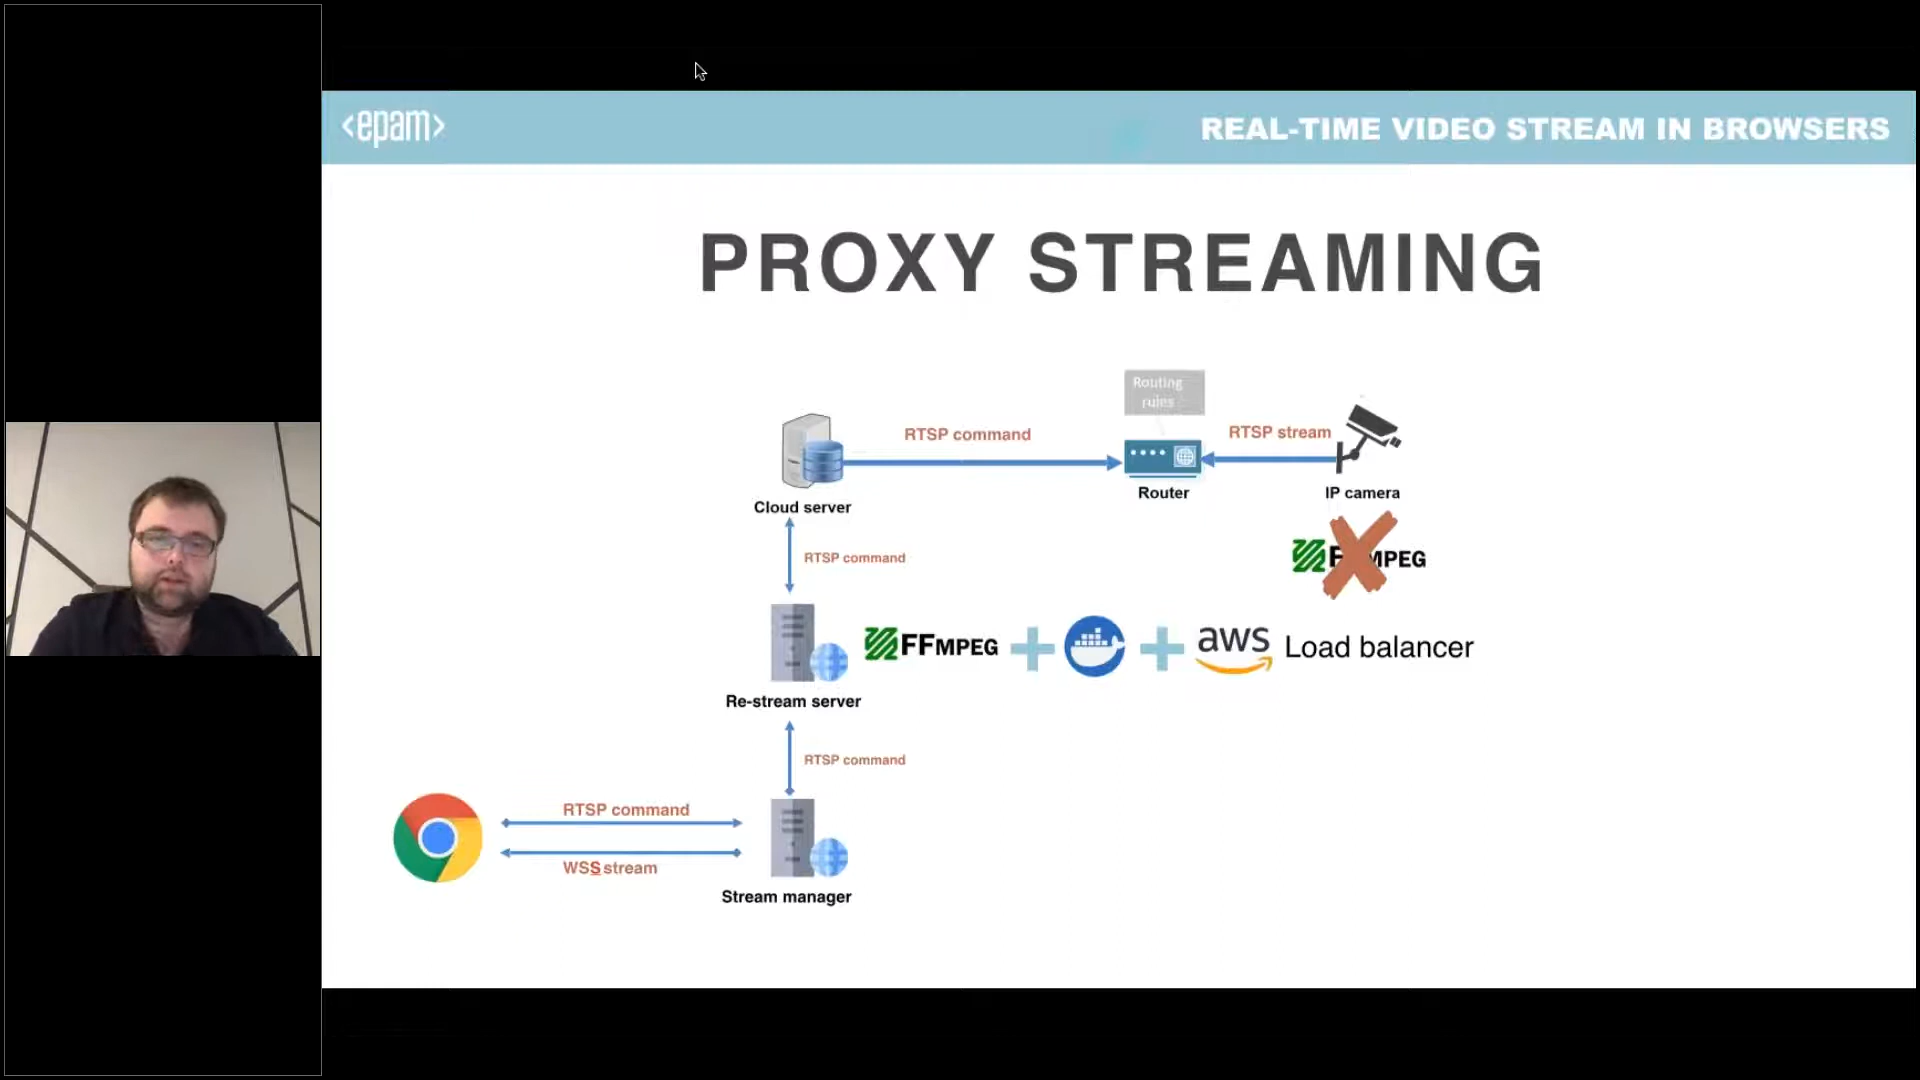 <epam>
REAL-TIME VIDEO STREAM IN BROWSERS
PROXY STREAMING
Routing
rules
RTSP command
RTSP stream
Router
IP camera
Cloud server
RTSP command
FFMPEG
FFMPEG
aws
Load balancer
Re-stream server
RTSP command
RTSP command
WSS stream
Stream manager